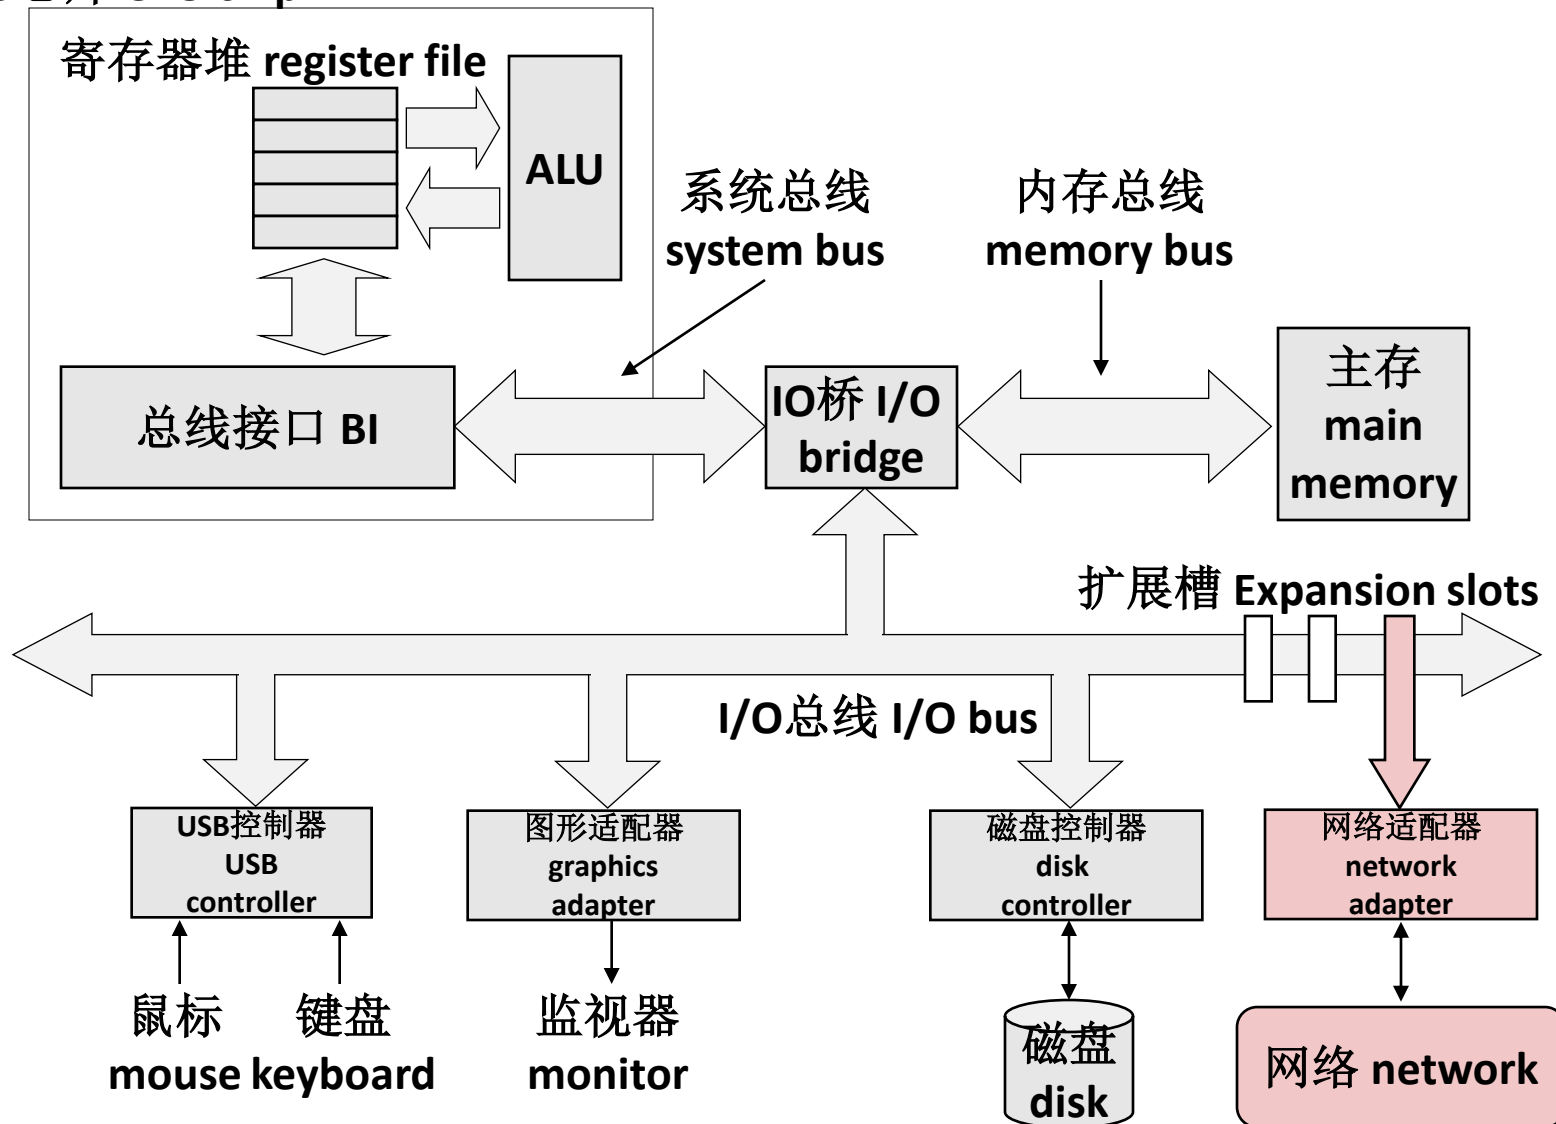 寄存器堆 register file
ALU
系统总线
system bus
内存总线
memory bus
总线接口 BI
IO桥 I/O
bridge
主存
main
memory
扩展槽 Expansion slots
I/O总线 I/O bus
USB控制器
USB
controller
图形适配器
graphics
adapter
磁盘控制器
disk
controller
网络适配器
network
adapter
鼠标 键盘
mouse keyboard
监视器
monitor
磁盘
disk
网络 network